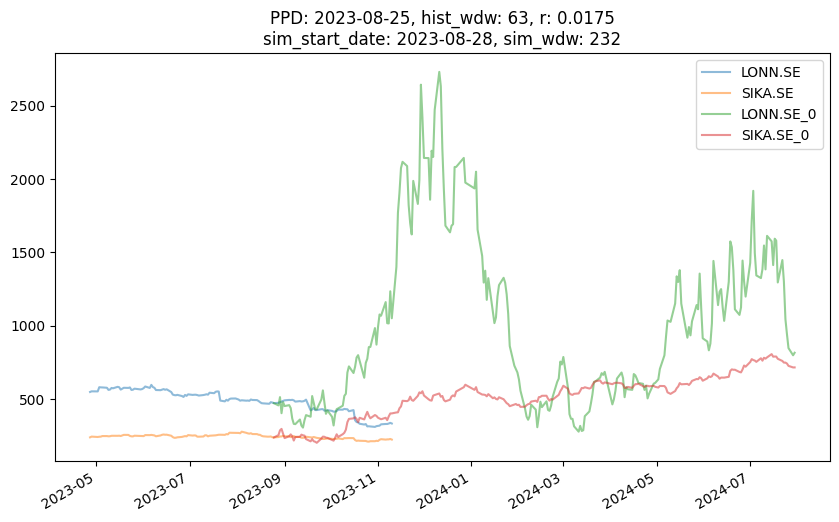 PPD: 2023-08-25, hist_wdw: 63, r: 0.0175
sim_start_date: 2023-08-28, sim_wdw: 232
LONN.SE
SIKA.SE
LONN.SE_0
SIKA.SE_0
2500
2000
1500
1000
500
2023-05
2023-07
2023-09
2023-11
2024-01
2024-03
2024-05
2024-07